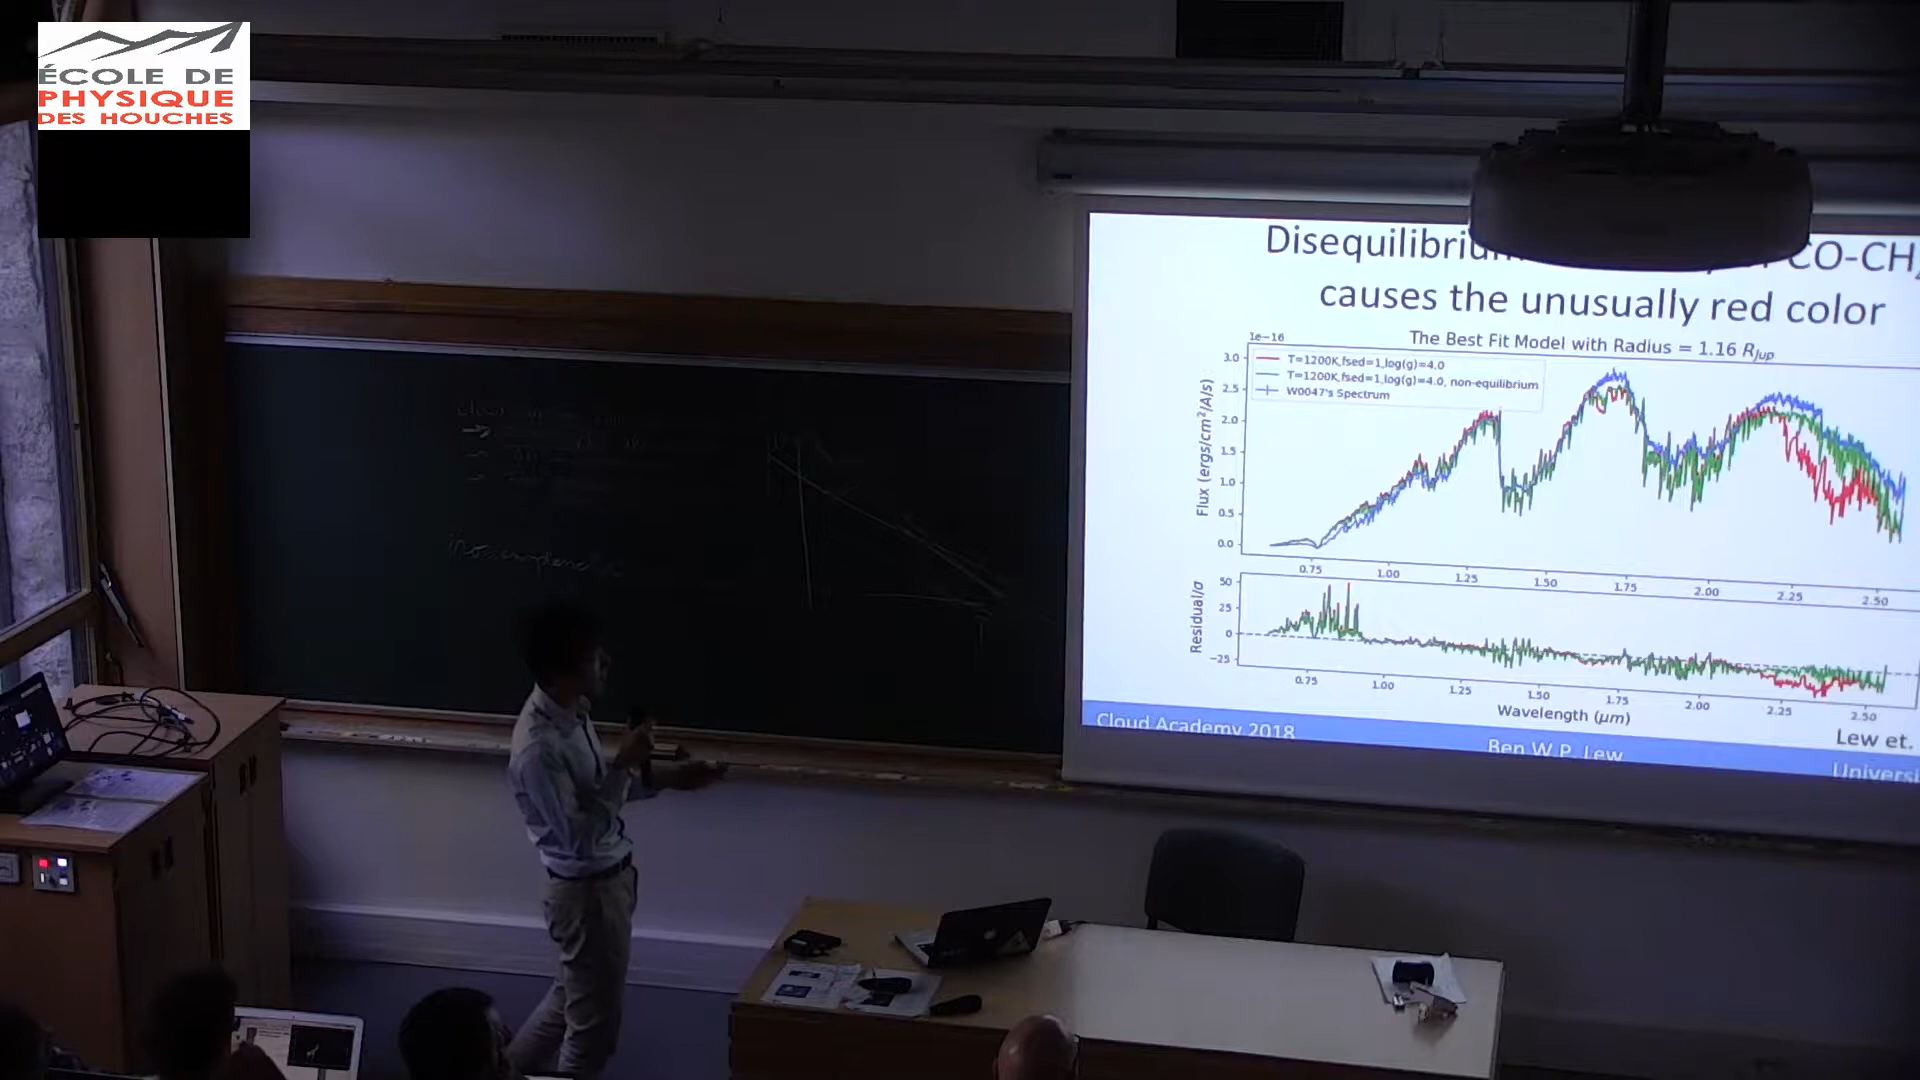 ÉCOLE DE
PHYSIQUE
DES HOUCHES
CO-CH
causes the unusually red color
The Best Fit Model with Radius = 1.16 R_Jup
1e−16
T=1200K,fsed=1,log(g)=4.0
T=1200K,fsed=1,log(g)=4.0, non-equilibrium
W0047's Spectrum
Flux (ergs/cm²/A/s)
3.0
2.5
2.0
1.5
1.0
0.5
0.0
0.75 1.00 1.25 1.50 1.75 2.00 2.25 2.50
Residual/σ
50
25
0
−25
0.75 1.00 1.25 1.50 1.75 2.00 2.25 2.50
Wavelength (μm)
Lew et.
Cloud Academy 2018
Ben W.P. Lew